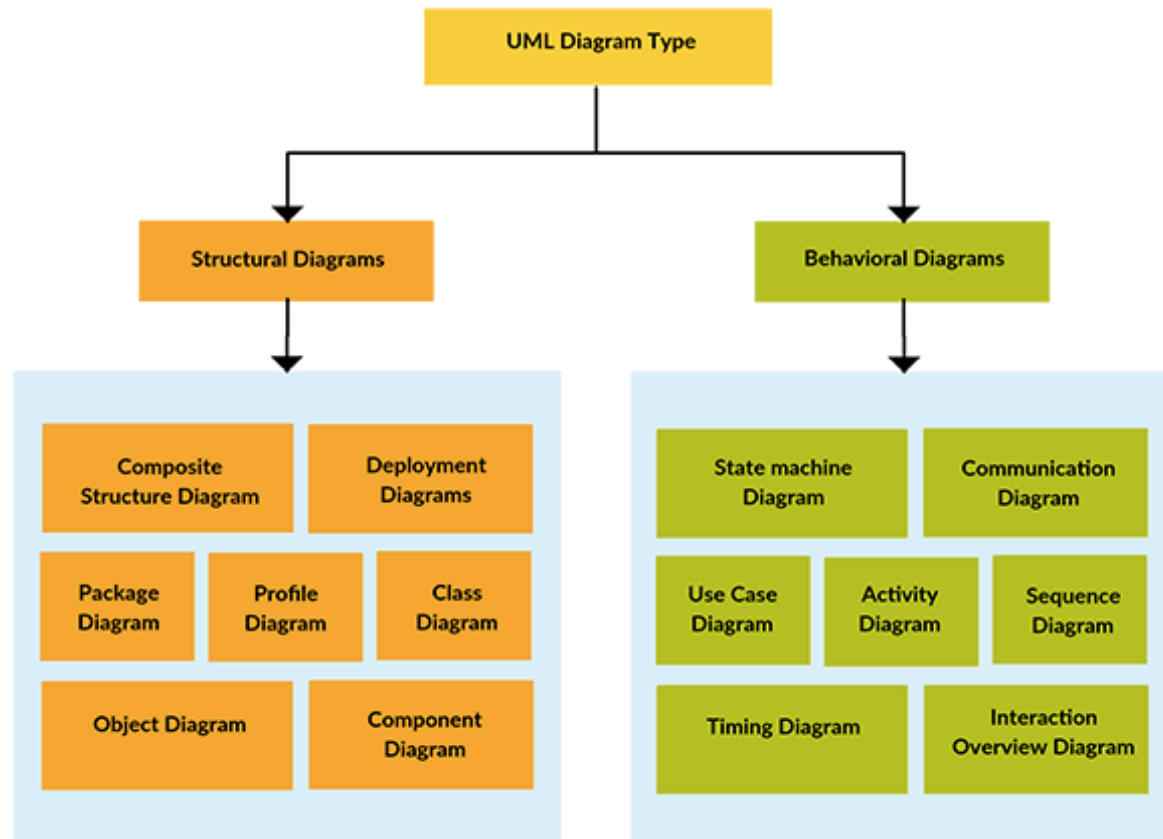 UML Diagram Type
Structural Diagrams
Behavioral Diagrams
Composite
Structure Diagram
Deployment
Diagrams
Package
Diagram
Profile
Diagram
Class
Diagram
Object Diagram
Component
Diagram
State machine
Diagram
Communication
Diagram
Use Case
Diagram
Activity
Diagram
Sequence
Diagram
Timing Diagram
Interaction
Overview Diagram